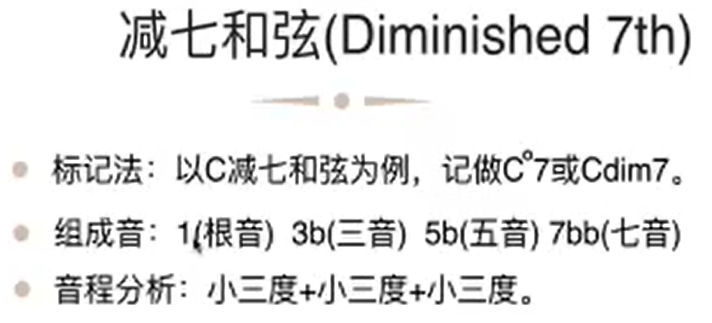 减七和弦(Diminished 7th)
标记法：以C减七和弦为例，记做C°7或Cdim7。
组成音：1(根音) 3b(三音) 5b(五音) 7bb(七音)
音程分析：小三度+小三度+小三度。